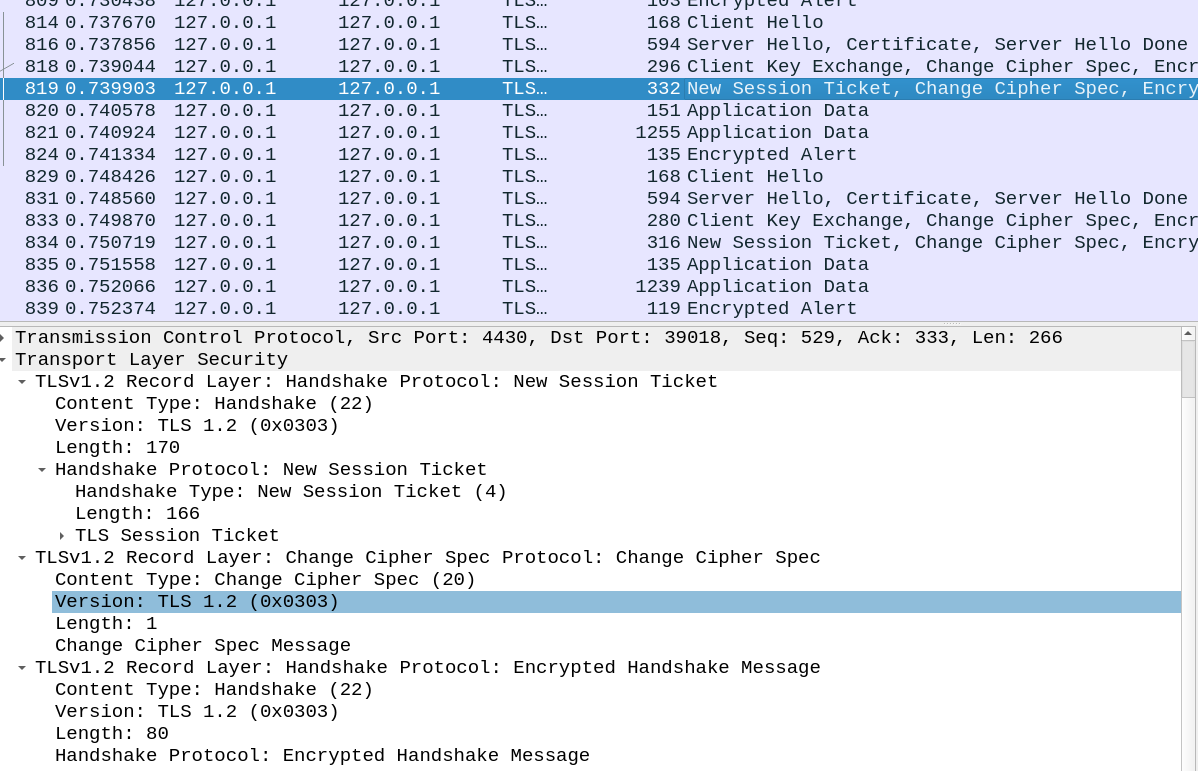 809 0.730438 127.0.0.1 127.0.0.1 TLS… 103 Encrypted Alert
814 0.737670 127.0.0.1 127.0.0.1 TLS… 168 Client Hello
816 0.737856 127.0.0.1 127.0.0.1 TLS… 594 Server Hello, Certificate, Server Hello Done
818 0.739044 127.0.0.1 127.0.0.1 TLS… 296 Client Key Exchange, Change Cipher Spec, Encr
819 0.739903 127.0.0.1 127.0.0.1 TLS… 332 New Session Ticket, Change Cipher Spec, Encry
820 0.740578 127.0.0.1 127.0.0.1 TLS… 151 Application Data
821 0.740924 127.0.0.1 127.0.0.1 TLS… 1255 Application Data
824 0.741334 127.0.0.1 127.0.0.1 TLS… 135 Encrypted Alert
829 0.748426 127.0.0.1 127.0.0.1 TLS… 168 Client Hello
831 0.748560 127.0.0.1 127.0.0.1 TLS… 594 Server Hello, Certificate, Server Hello Done
833 0.749870 127.0.0.1 127.0.0.1 TLS… 280 Client Key Exchange, Change Cipher Spec, Encr
834 0.750719 127.0.0.1 127.0.0.1 TLS… 316 New Session Ticket, Change Cipher Spec, Encry
835 0.751558 127.0.0.1 127.0.0.1 TLS… 135 Application Data
836 0.752066 127.0.0.1 127.0.0.1 TLS… 1239 Application Data
839 0.752374 127.0.0.1 127.0.0.1 TLS… 119 Encrypted Alert
Transmission Control Protocol, Src Port: 4430, Dst Port: 39018, Seq: 529, Ack: 333, Len: 266
Transport Layer Security
TLSv1.2 Record Layer: Handshake Protocol: New Session Ticket
Content Type: Handshake (22)
Version: TLS 1.2 (0x0303)
Length: 170
Handshake Protocol: New Session Ticket
Handshake Type: New Session Ticket (4)
Length: 166
TLS Session Ticket
TLSv1.2 Record Layer: Change Cipher Spec Protocol: Change Cipher Spec
Content Type: Change Cipher Spec (20)
Version: TLS 1.2 (0x0303)
Length: 1
Change Cipher Spec Message
TLSv1.2 Record Layer: Handshake Protocol: Encrypted Handshake Message
Content Type: Handshake (22)
Version: TLS 1.2 (0x0303)
Length: 80
Handshake Protocol: Encrypted Handshake Message